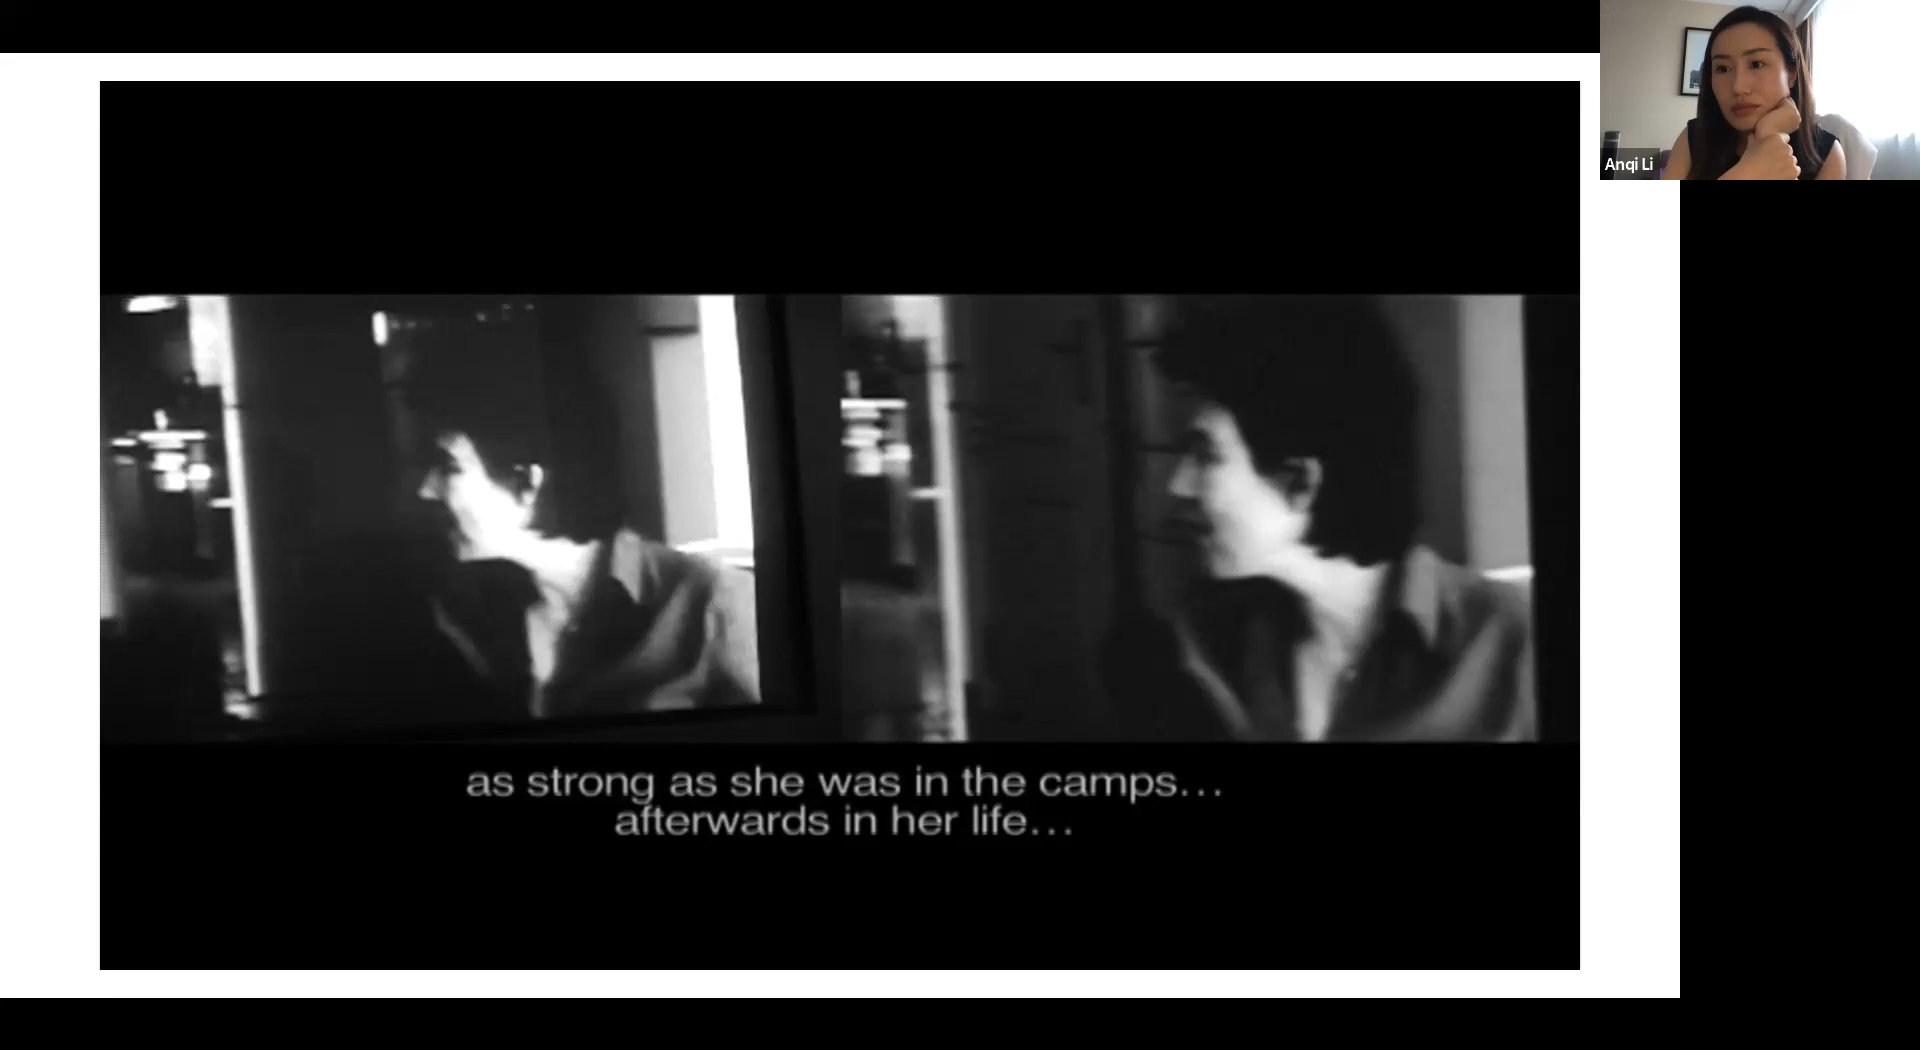 Anqi Li
as strong as she was in the camps...
afterwards in her life...